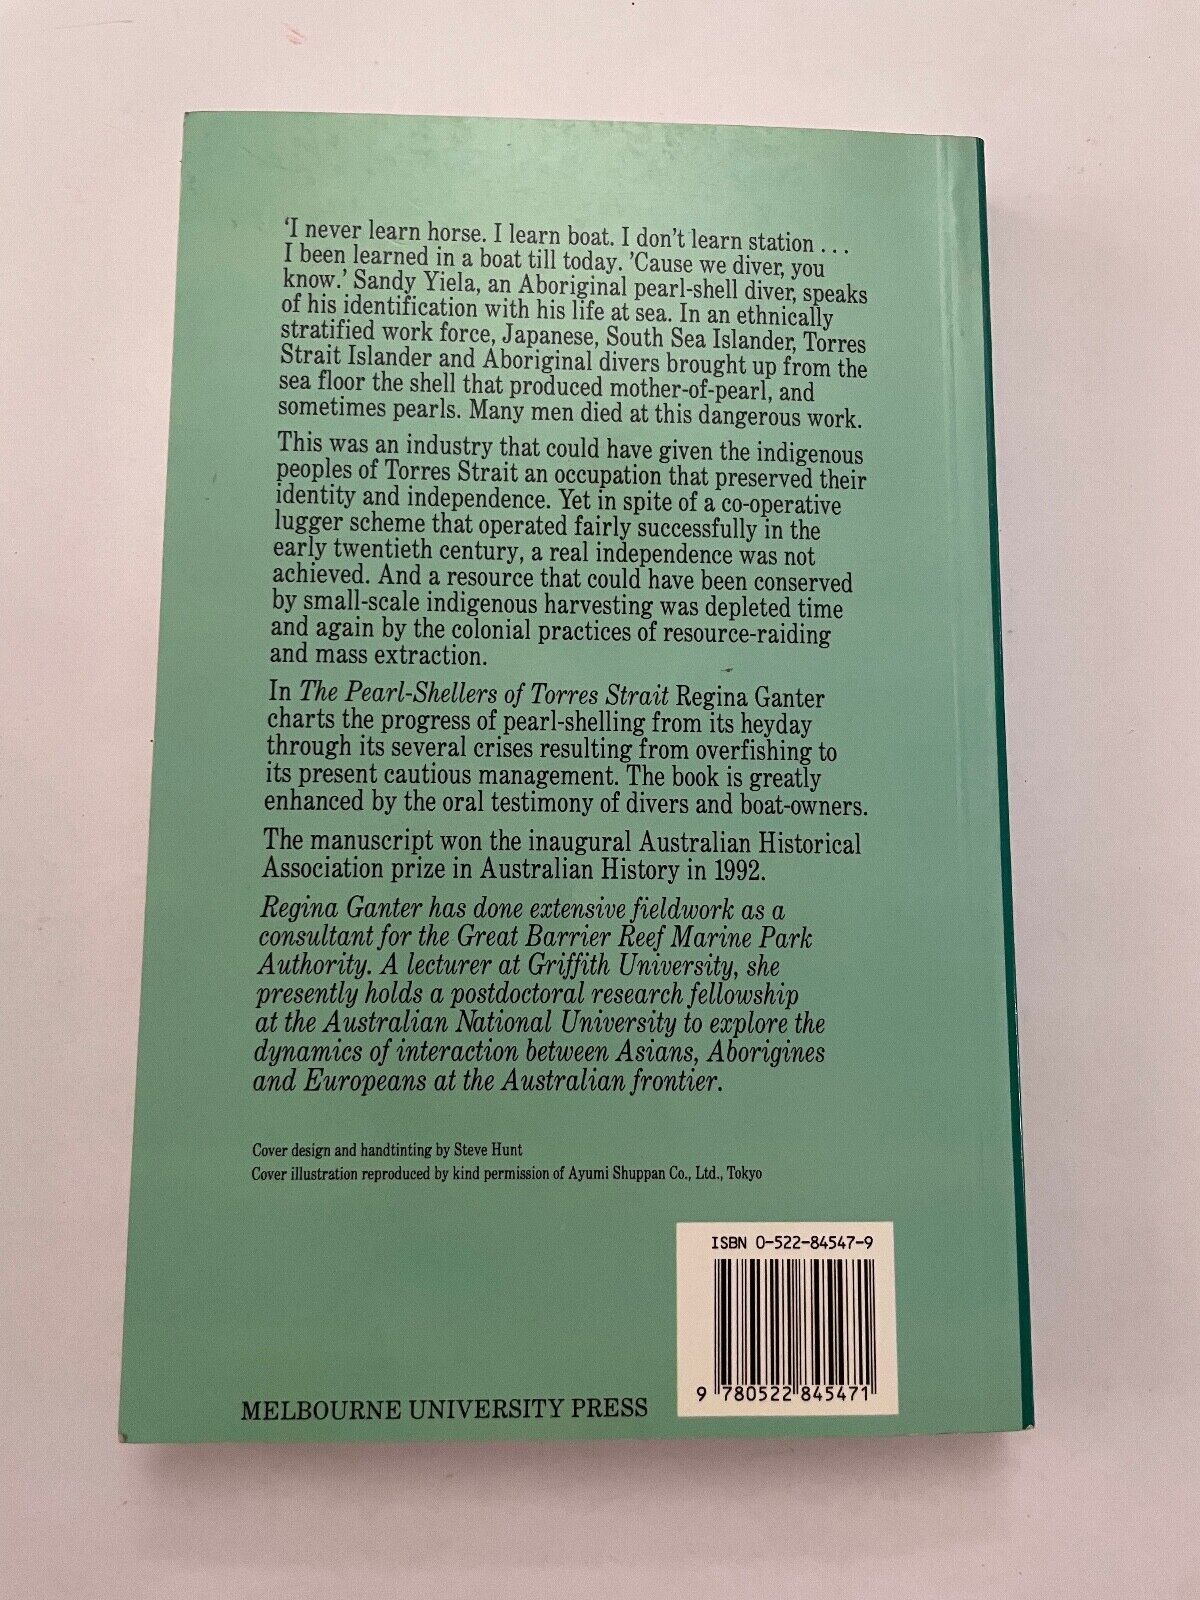 ‘I never learn horse. I learn boat. I don’t learn station . . .
I been learned in a boat till today. ’Cause we diver, you
know.’ Sandy Yiela, an Aboriginal pearl-shell diver, speaks
of his identification with his life at sea. In an ethnically
stratified work force, Japanese, South Sea Islander, Torres
Strait Islander and Aboriginal divers brought up from the
sea floor the shell that produced mother-of-pearl, and
sometimes pearls. Many men died at this dangerous work.
This was an industry that could have given the indigenous
peoples of Torres Strait an occupation that preserved their
identity and independence. Yet in spite of a co-operative
lugger scheme that operated fairly successfully in the
early twentieth century, a real independence was not
achieved. And a resource that could have been conserved
by small-scale indigenous harvesting was depleted time
and again by the colonial practices of resource-raiding
and mass extraction.
In The Pearl-Shellers of Torres Strait Regina Ganter
charts the progress of pearl-shelling from its heyday
through its several crises resulting from overfishing to
its present cautious management. The book is greatly
enhanced by the oral testimony of divers and boat-owners.
The manuscript won the inaugural Australian Historical
Association prize in Australian History in 1992.
Regina Ganter has done extensive fieldwork as a
consultant for the Great Barrier Reef Marine Park
Authority. A lecturer at Griffith University, she
presently holds a postdoctoral research fellowship
at the Australian National University to explore the
dynamics of interaction between Asians, Aborigines
and Europeans at the Australian frontier.
Cover design and handtinting by Steve Hunt
Cover illustration reproduced by kind permission of Ayumi Shuppan Co., Ltd., Tokyo
ISBN 0-522-84547-9
9 780522 845471
MELBOURNE UNIVERSITY PRESS